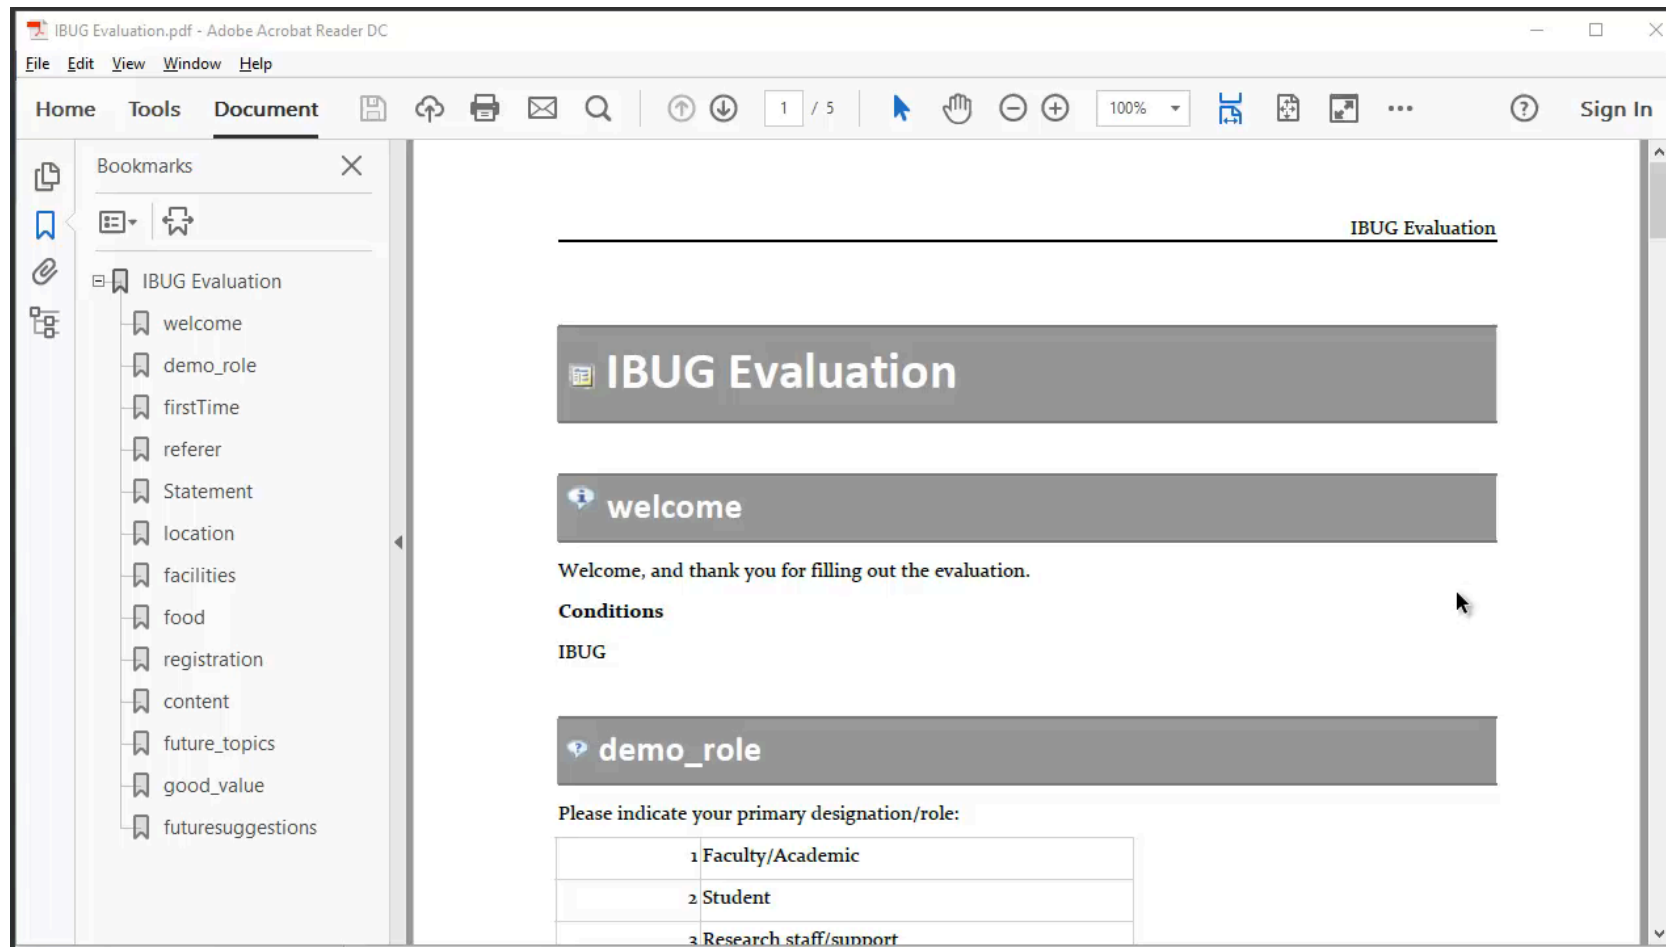 IBUG Evaluation.pdf - Adobe Acrobat Reader DC
File Edit View Window Help
Home Tools Document 1 / 5 100% Sign In
Bookmarks
IBUG Evaluation
welcome
demo_role
firstTime
referer
Statement
location
facilities
food
registration
content
future_topics
good_value
futuresuggestions
IBUG Evaluation
IBUG Evaluation
welcome
Welcome, and thank you for filling out the evaluation.
Conditions
IBUG
demo_role
Please indicate your primary designation/role:
1 Faculty/Academic
2 Student
3 Research staff/support